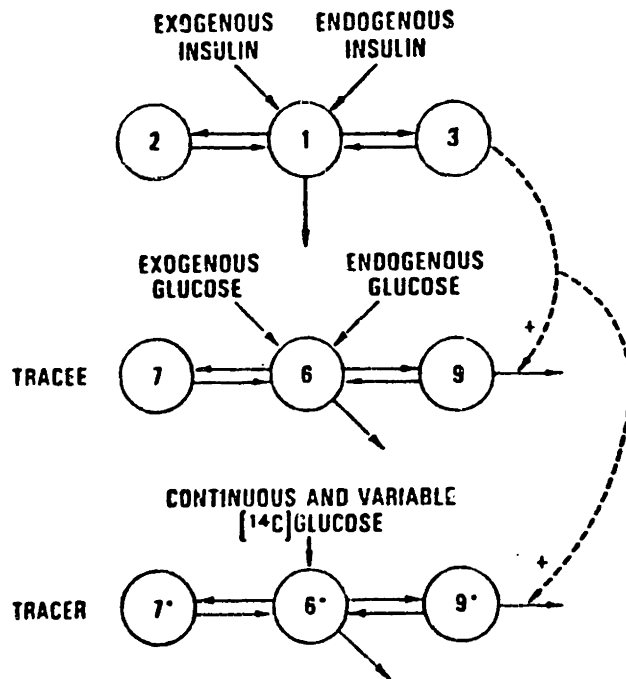 EXOGENOUS INSULIN
ENDOGENOUS INSULIN
2
1
3
EXOGENOUS GLUCOSE
ENDOGENOUS GLUCOSE
+
TRACEE
7
6
9
CONTINUOUS AND VARIABLE
[14C]GLUCOSE
+
TRACER
7*
6*
9*